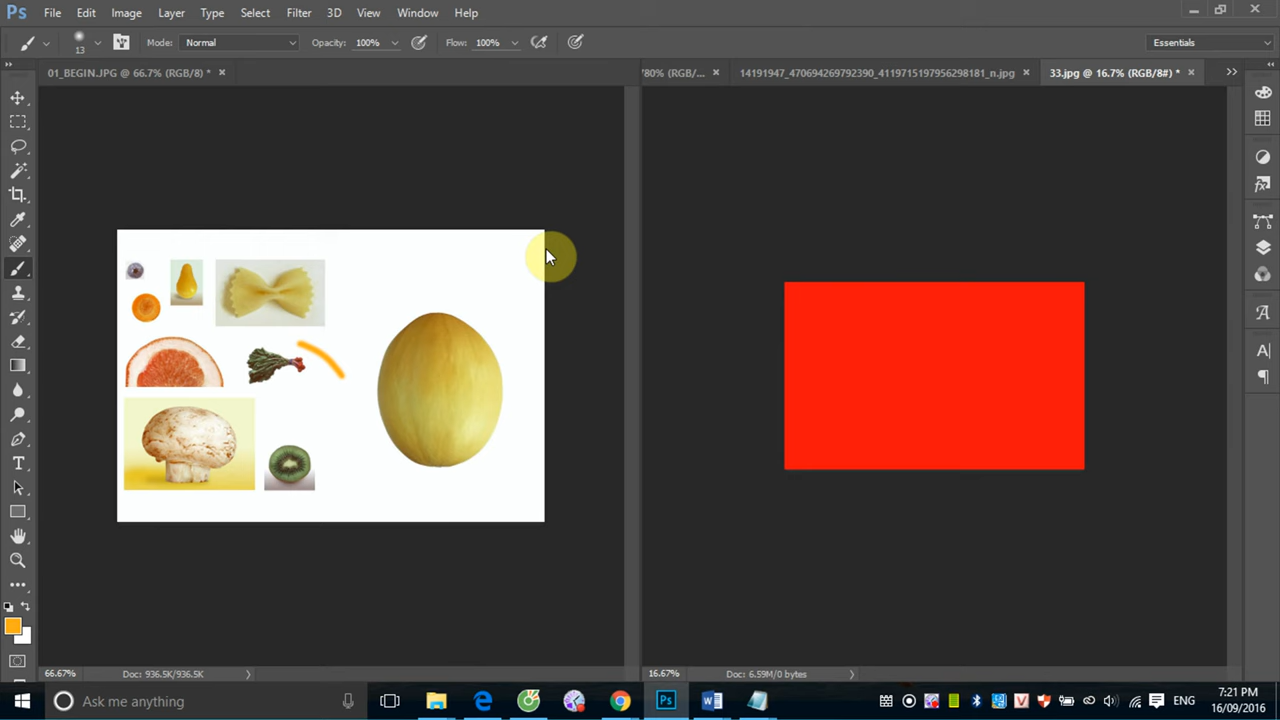 Ps File Edit Image Layer Type Select Filter 3D View Window Help
13 Mode: Normal Opacity: 100% Flow: 100% Essentials
01_BEGIN.JPG @ 66.7% (RGB/8) * 780% (RGB/... 14191947_470694269792390_4119715197956298181_n.jpg 33.jpg @ 16.7% (RGB/8#) *
66.67% Doc: 936.5K/936.5K 16.67% Doc: 6.59M/0 bytes
Ask me anything Ps ENG 7:21 PM
16/09/2016